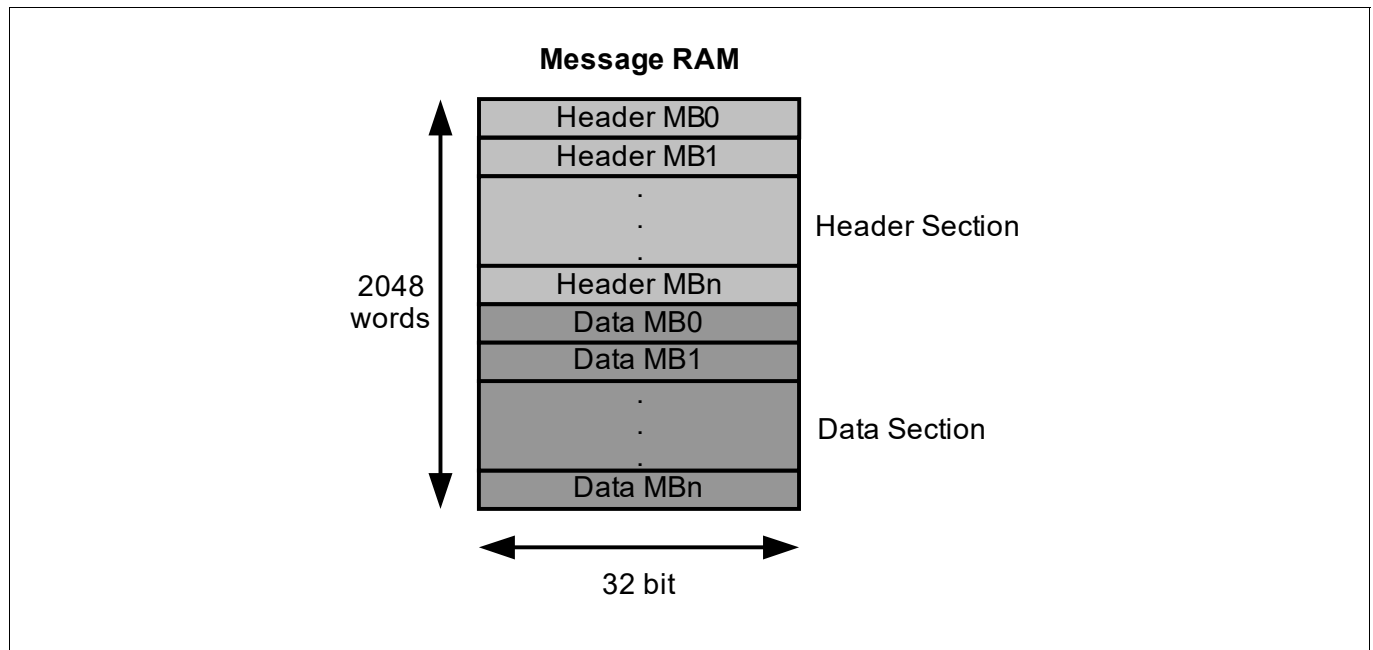 Message RAM
Header MB0
Header MB1
.
.
.
Header Section
Header MBn
2048
words
Data MB0
Data MB1
.
.
.
Data Section
Data MBn
32 bit